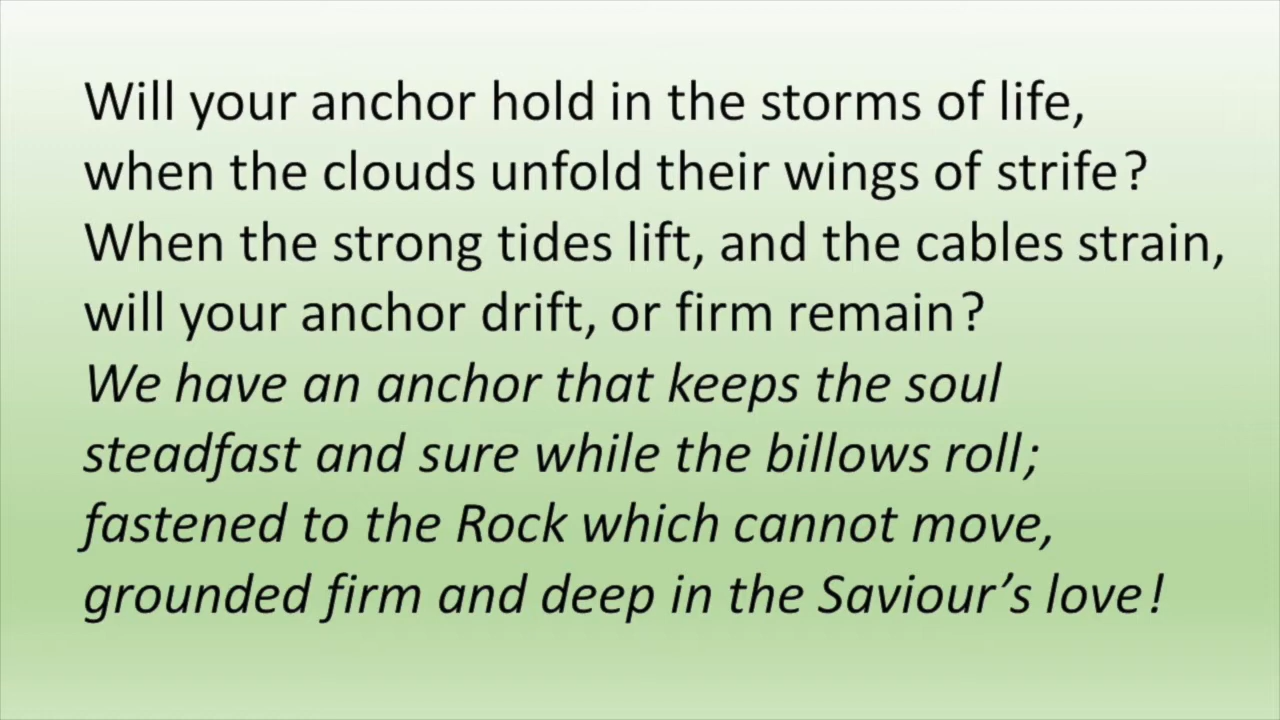 Will your anchor hold in the storms of life,
when the clouds unfold their wings of strife?
When the strong tides lift, and the cables strain,
will your anchor drift, or firm remain?
We have an anchor that keeps the soul
steadfast and sure while the billows roll;
fastened to the Rock which cannot move,
grounded firm and deep in the Saviour’s love!